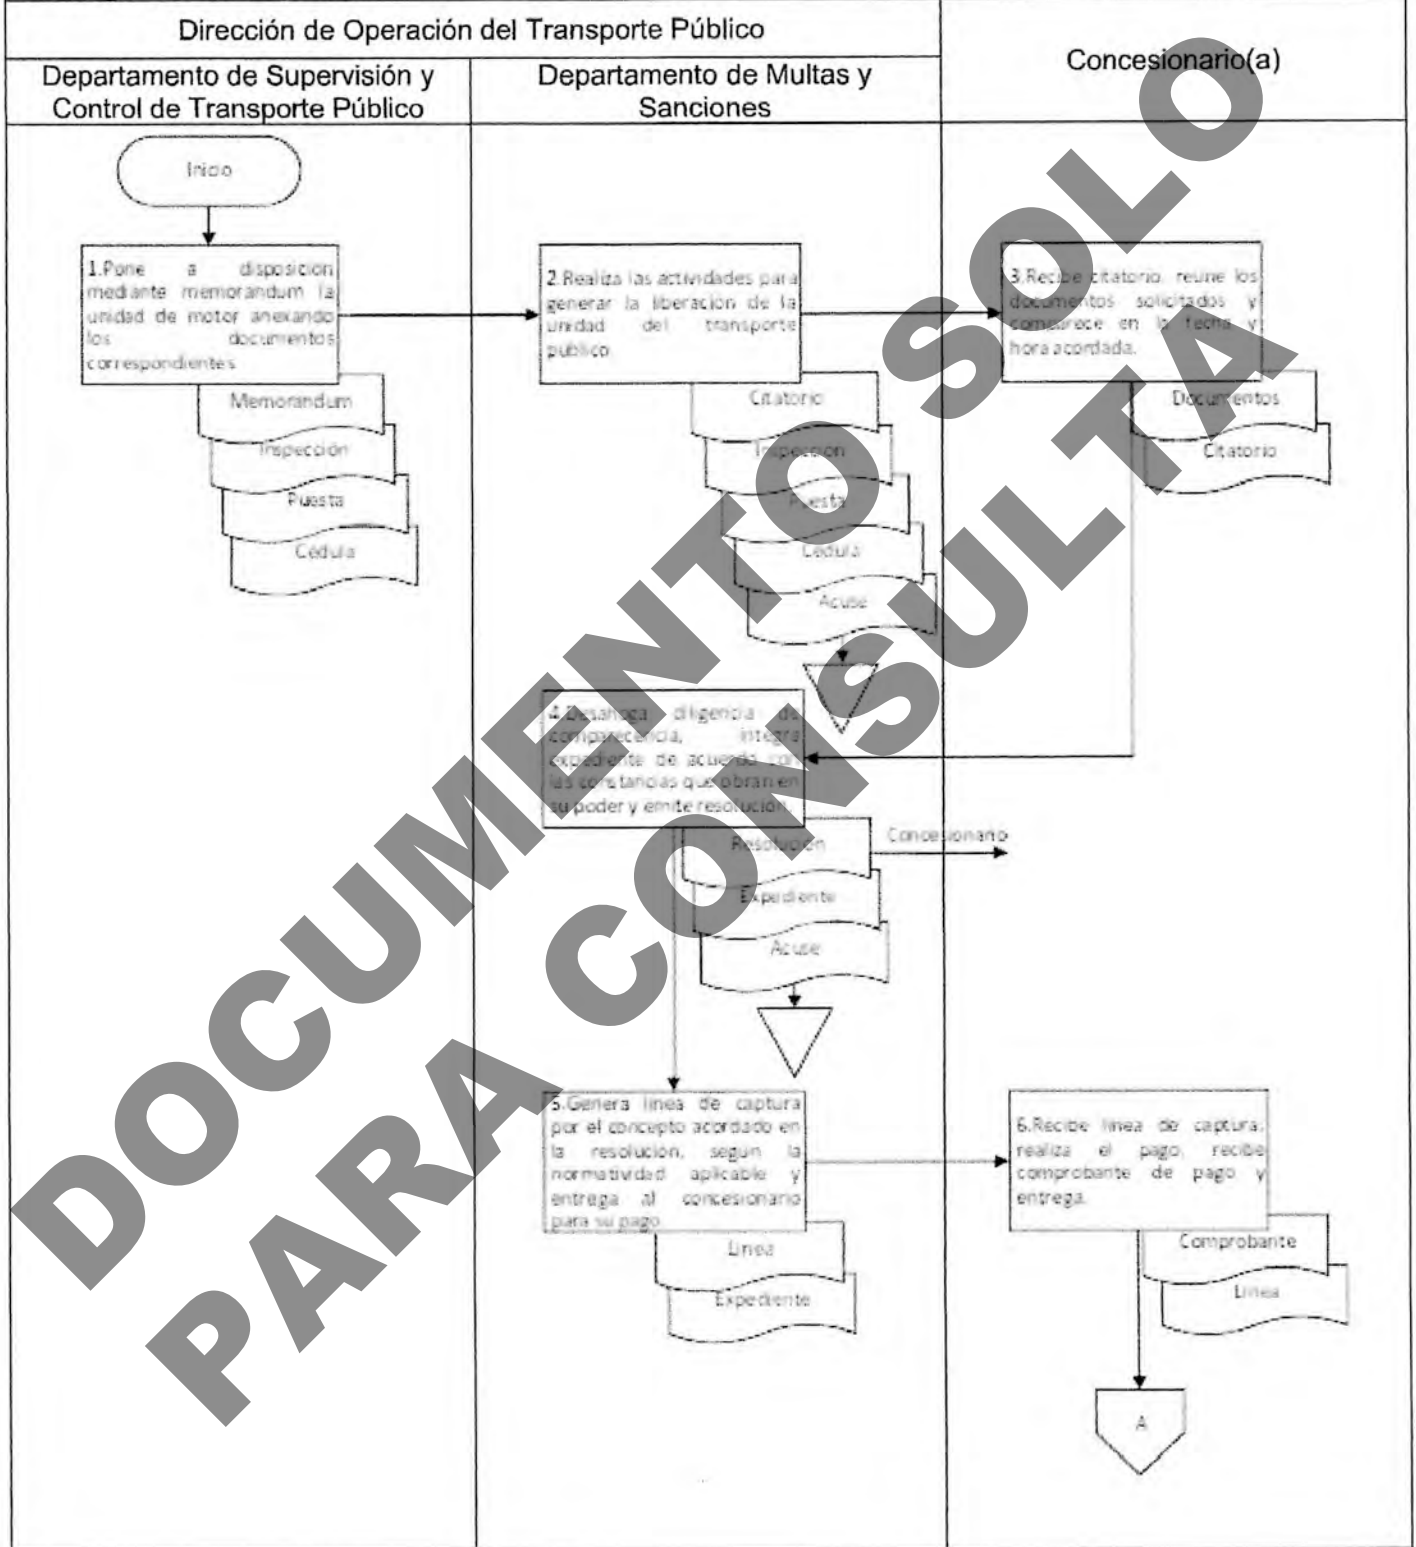 Dirección de Operación del Transporte Público
Concesionario(a)
Departamento de Supervisión y
Control de Transporte Público
Departamento de Multas y
Sanciones
Inicio
1.Pone a disposicion
mediante memorandum la
unidad de motor anexando
los documentos
correspondientes
Memorandum
Inspección
Puesta
Cédula
2.Realiza las actividades para
generar la liberación de la
unidad del transporte
publico
Citatorio
Inspección
Puesta
Cédula
Acuse
3.Recibe citatorio, reune los
documentos solicitados y
comparece en la fecha y
hora acordada.
Documentos
Citatorio
4.Desahoga diligencia de
comparecencia, integra
expediente de acuerdo con
las constancias que obran en
su poder y emite resolución.
Resolución
Concesionario
Expediente
Acuse
5.Genera linea de captura
por el concepto acordado en
la resolucion, segun la
normatividad aplicable y
entrega al concesionario
para su pago
Linea
Expediente
6.Recibe linea de captura,
realiza el pago, recibe
comprobante de pago y
entrega.
Comprobante
Linea
A
DOCUMENTO SOLO
PARA CONSULTA